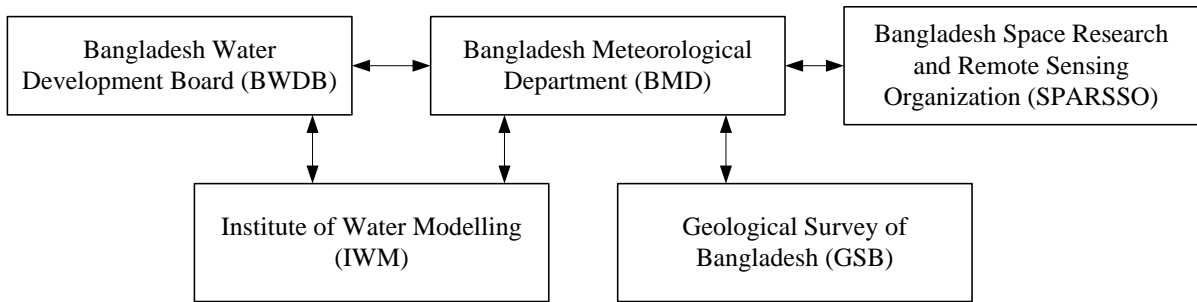 Bangladesh Water
Development Board (BWDB)
Bangladesh Meteorological
Department (BMD)
Bangladesh Space Research
and Remote Sensing
Organization (SPARSSO)
Institute of Water Modelling
(IWM)
Geological Survey of
Bangladesh (GSB)